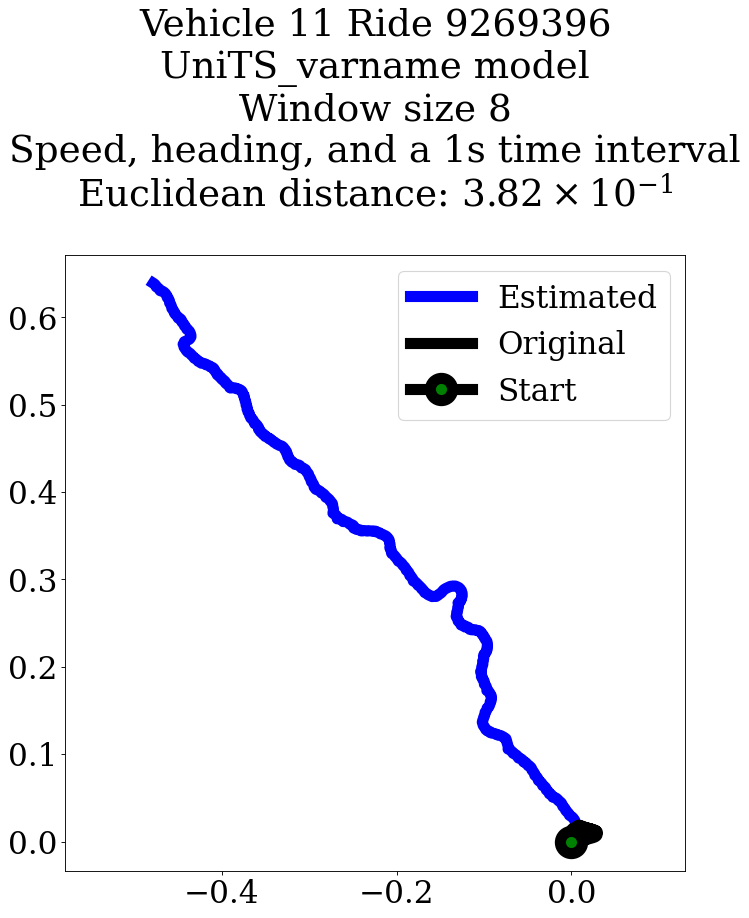 Vehicle 11 Ride 9269396
UniTS_varname model
Window size 8
Speed, heading, and a 1s time interval
Euclidean distance: 3.82 × 10⁻¹
Estimated
Original
Start
0.6
0.5
0.4
0.3
0.2
0.1
0.0
−0.4
−0.2
0.0